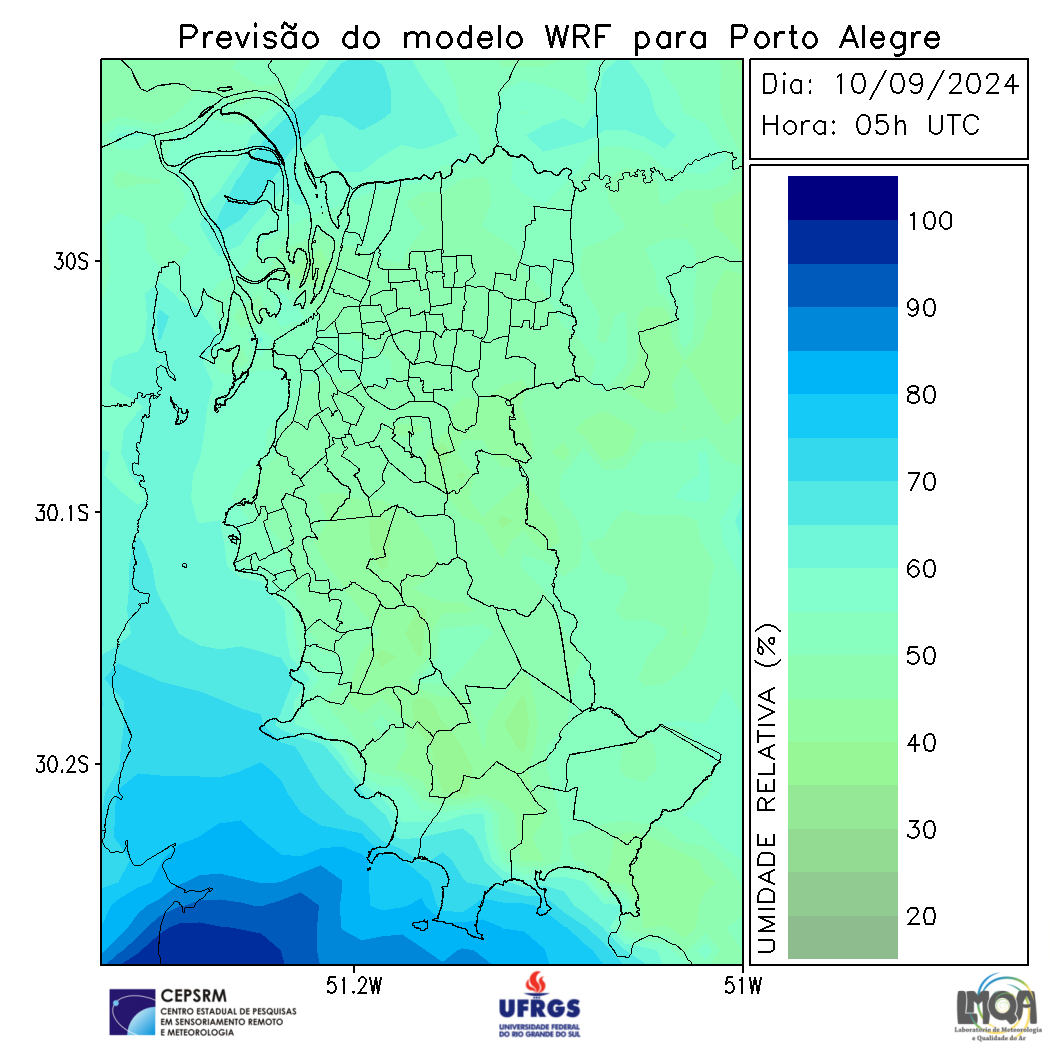 Previsão do modelo WRF para Porto Alegre
Dia: 10/09/2024
Hora: 05h UTC
100
90
80
70
60
50
40
30
20
UMIDADE RELATIVA (%)
30S
30.1S
30.2S
51.2W
51W
CEPSRM
CENTRO ESTADUAL DE PESQUISAS
EM SENSORIAMENTO REMOTO
E METEOROLOGIA
UFRGS
UNIVERSIDADE FEDERAL
DO RIO GRANDE DO SUL
LMQA
Laboratório de Meteorologia
e Qualidade do Ar